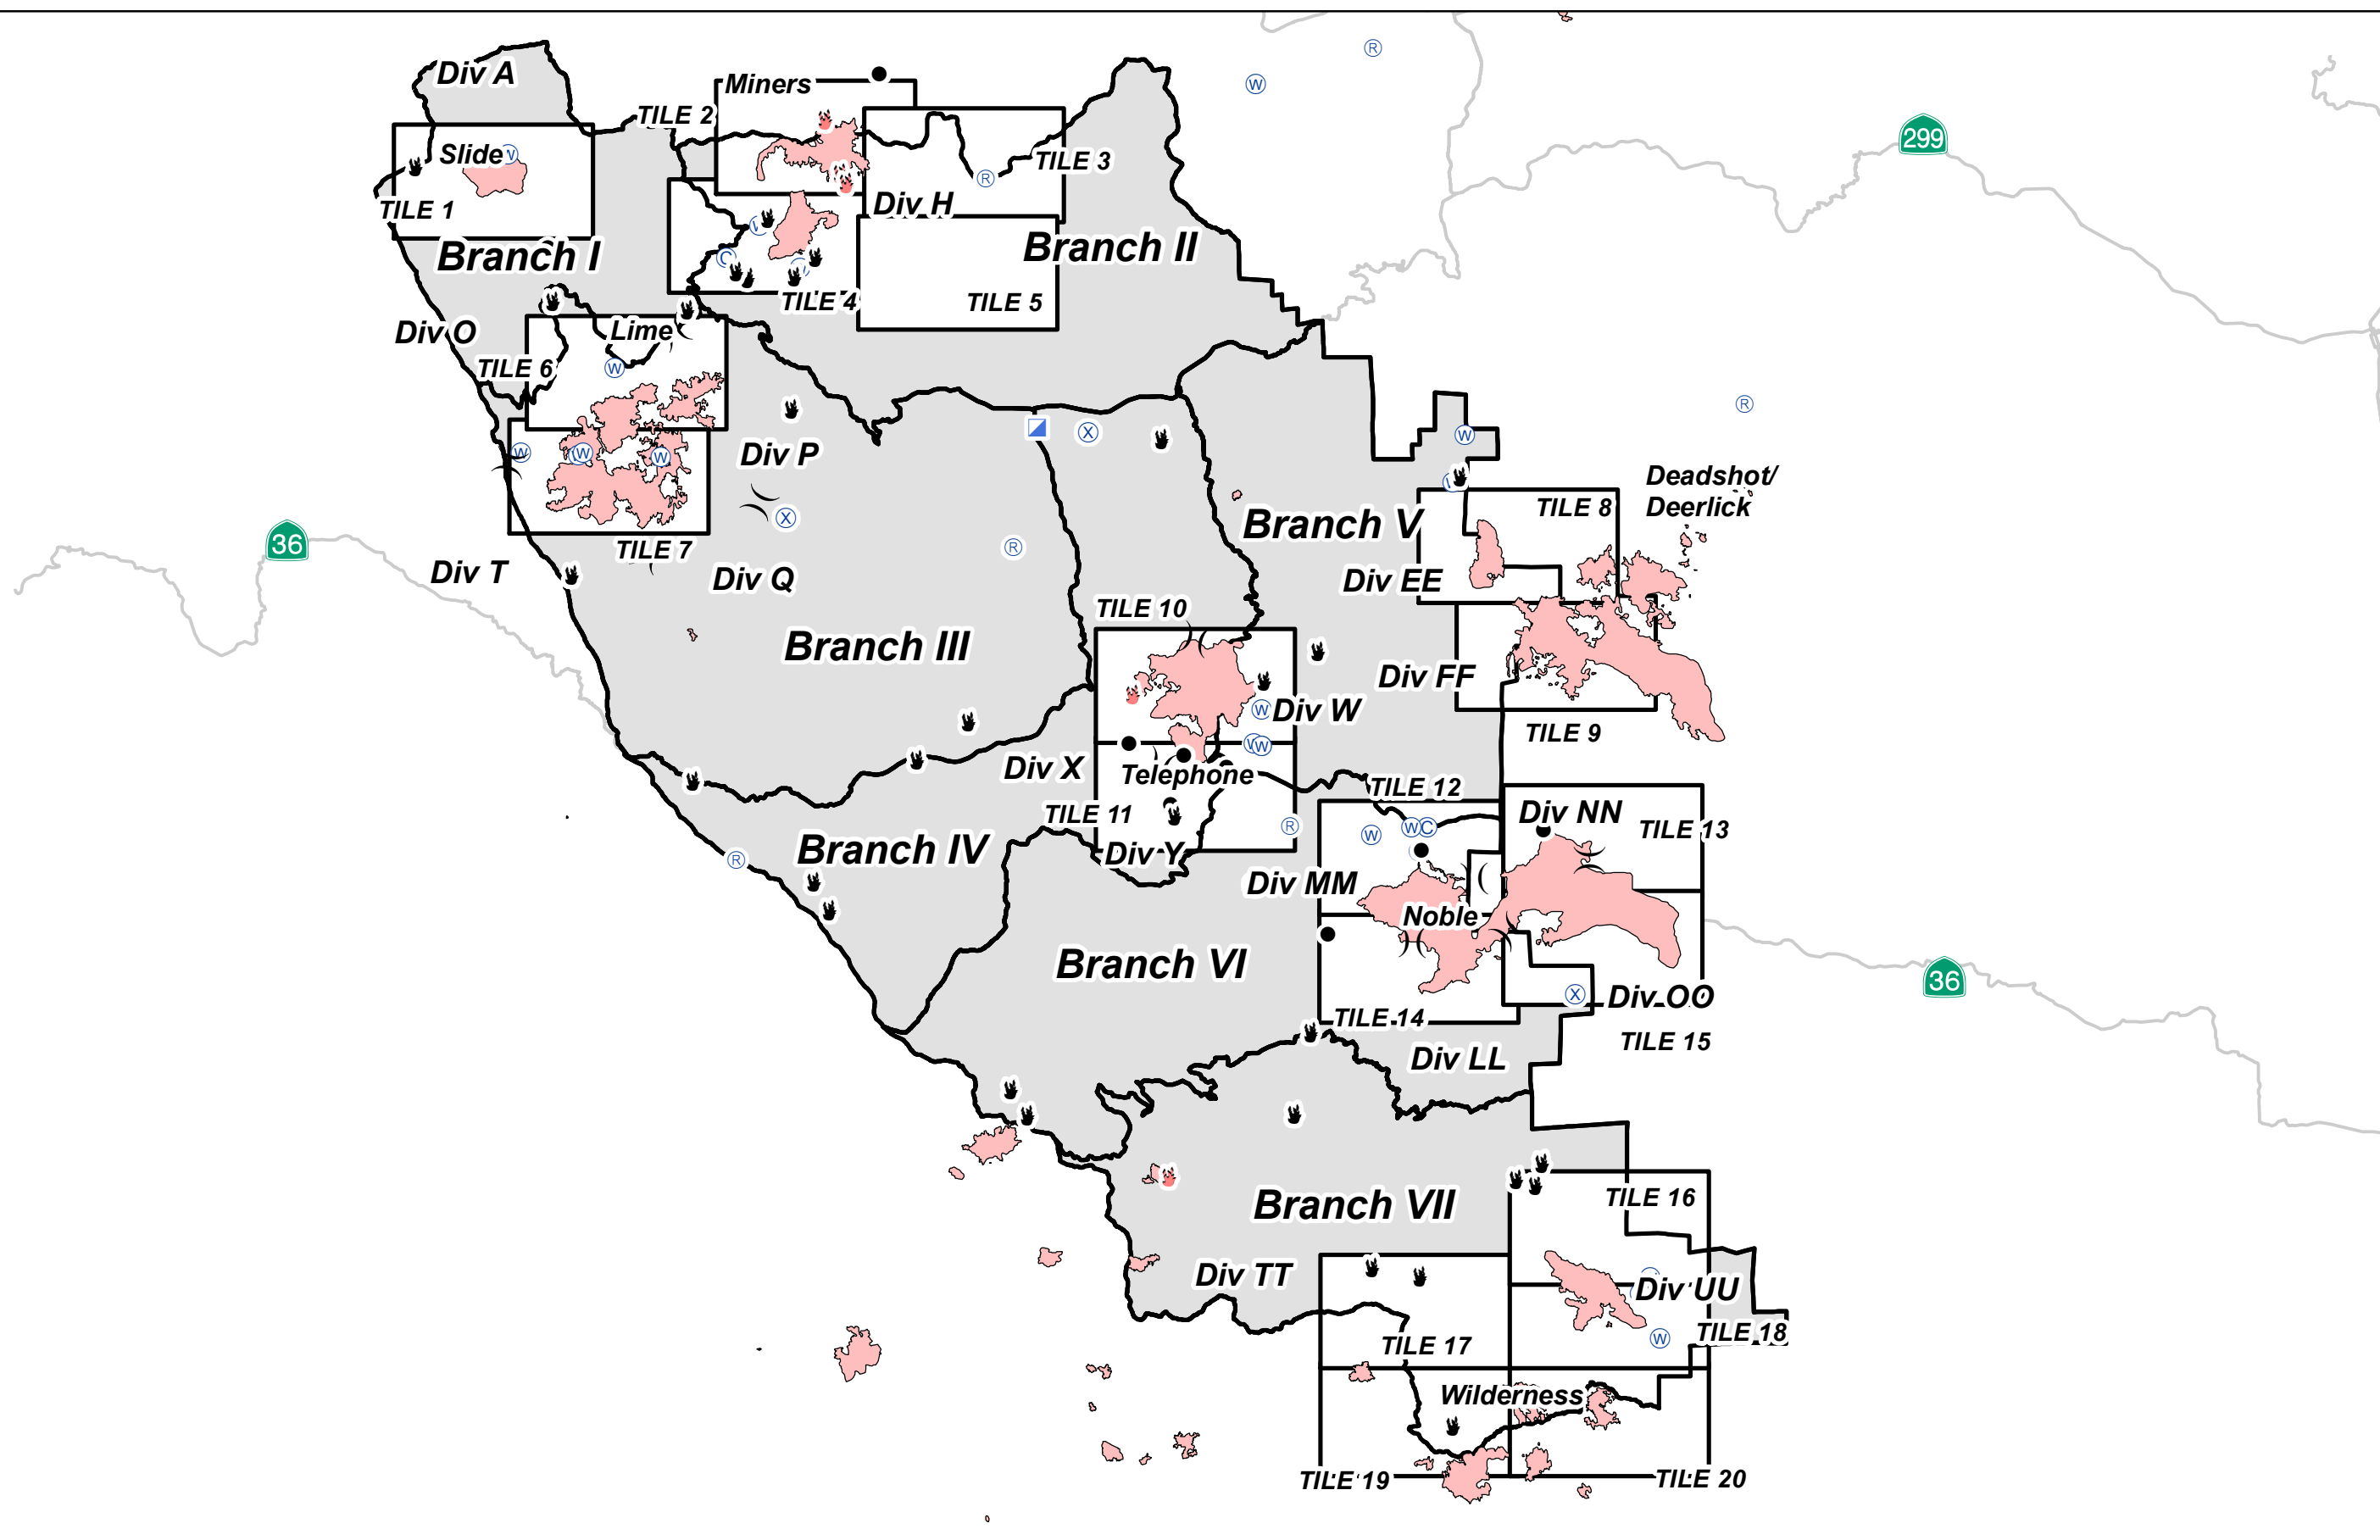 Div A
Miners
TILE 2
299
Slide
TILE 3
TILE 1
Div H
Branch I
Branch II
TILE 4
TILE 5
Div O
Lime
TILE 6
Div P
Deadshot/
Deerlick
TILE 8
Branch V
36
TILE 7
Div T
Div Q
Div EE
TILE 10
Branch III
Div FF
Div W
TILE 9
Div X
Telephone
TILE 12
TILE 11
Div NN
TILE 13
Branch IV
Div Y
Div MM
Noble
Branch VI
36
Div OO
TILE 14
TILE 15
Div LL
Branch VII
TILE 16
Div TT
Div UU
TILE 17
TILE 18
Wilderness
TILE 19
TILE 20
R
W
R
C
W
R
W
X
W
W
W
W
X
R
W
W
R
W
W
C
R
X
W